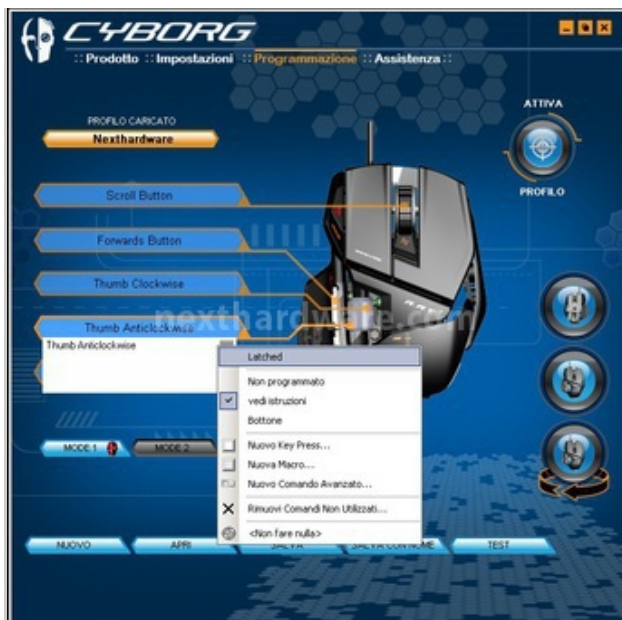 CYBORG
:: Prodotto :: Impostazioni :: Programmazione :: Assistenza ::
ATTIVA
PROFILO
PROFILO CARICATO
Nexthardware
Scroll Button
Forwards Button
Thumb Clockwise
Thumb Anticlockwise
nexthardware.com
Thumb Anticlockwise
Latched
Non programmato
vedi istruzioni
Bottone
Nuovo Key Press...
Nuova Macro...
Nuovo Comando Avanzato...
Rimuovi Comandi Non Utilizzati...
<Non fare nulla>
MODE 1
MODE 2
NUOVO
APRI
SALVA
SALVA CON NOME
TEST